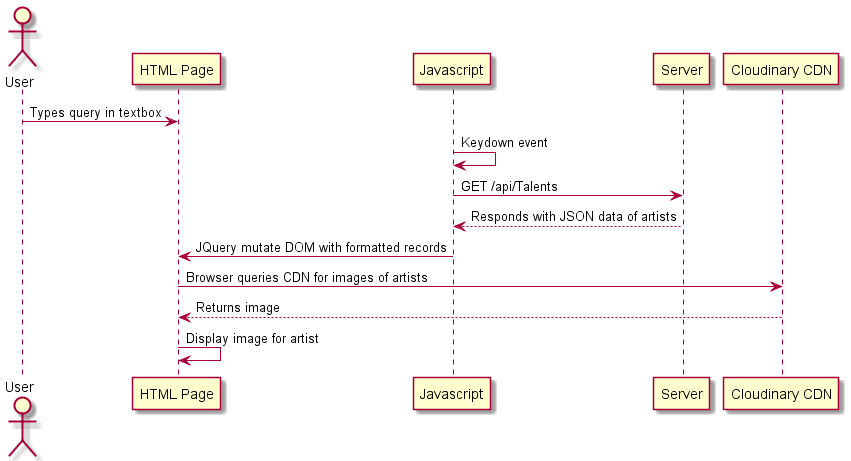 User
HTML Page
Javascript
Server
Cloudinary CDN
Types query in textbox
Keydown event
GET /api/Talents
Responds with JSON data of artists
JQuery mutate DOM with formatted records
Browser queries CDN for images of artists
Returns image
Display image for artist
User
HTML Page
Javascript
Server
Cloudinary CDN